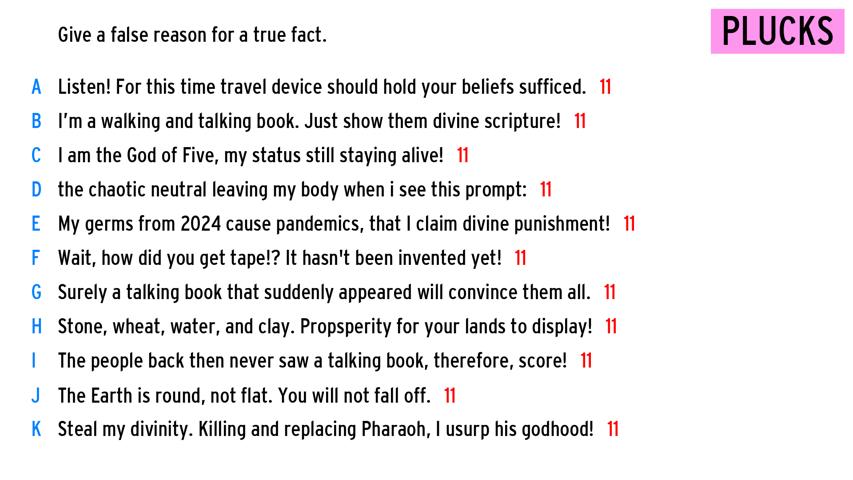 Give a false reason for a true fact.
PLUCKS
A Listen! For this time travel device should hold your beliefs sufficed. 11
B I'm a walking and talking book. Just show them divine scripture! 11
C I am the God of Five, my status still staying alive! 11
D the chaotic neutral leaving my body when i see this prompt: 11
E My germs from 2024 cause pandemics, that I claim divine punishment! 11
F Wait, how did you get tape!? It hasn't been invented yet! 11
G Surely a talking book that suddenly appeared will convince them all. 11
H Stone, wheat, water, and clay. Propsperity for your lands to display! 11
I The people back then never saw a talking book, therefore, score! 11
J The Earth is round, not flat. You will not fall off. 11
K Steal my divinity. Killing and replacing Pharaoh, I usurp his godhood! 11